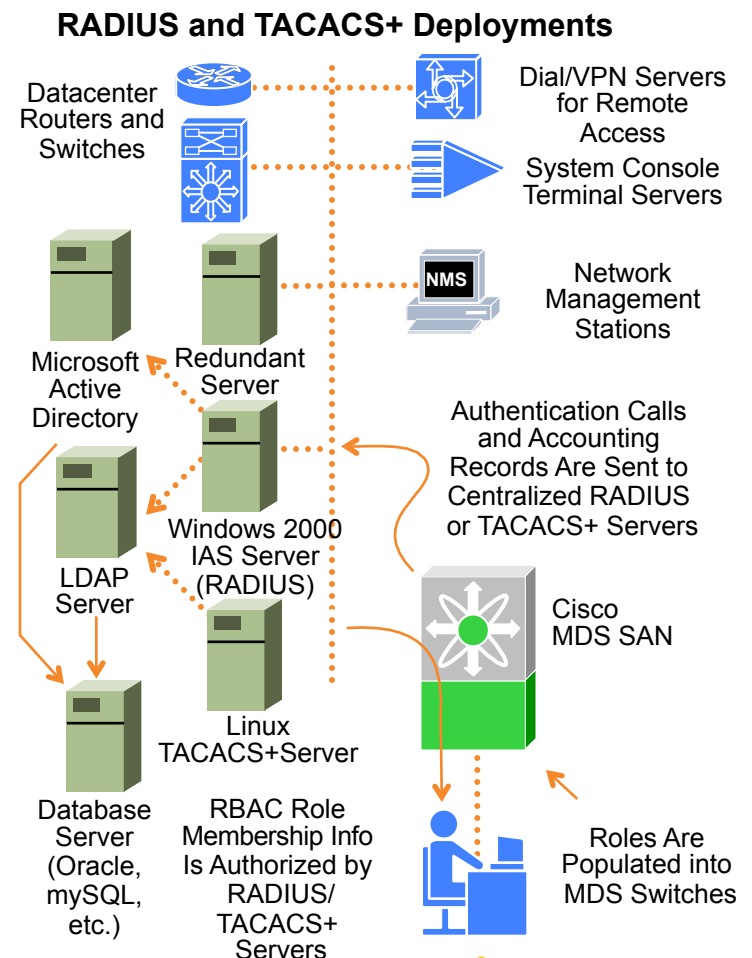 RADIUS and TACACS+ Deployments
Datacenter
Routers and
Switches
Dial/VPN Servers
for Remote
Access
System Console
Terminal Servers
NMS
Network
Management
Stations
Microsoft
Active
Directory
Redundant
Server
Authentication Calls
and Accounting
Records Are Sent to
Centralized RADIUS
or TACACS+ Servers
Windows 2000
IAS Server
(RADIUS)
LDAP
Server
Cisco
MDS SAN
Linux
TACACS+Server
Database
Server
(Oracle,
mySQL,
etc.)
RBAC Role
Membership Info
Is Authorized by
RADIUS/
TACACS+
Servers
Roles Are
Populated into
MDS Switches